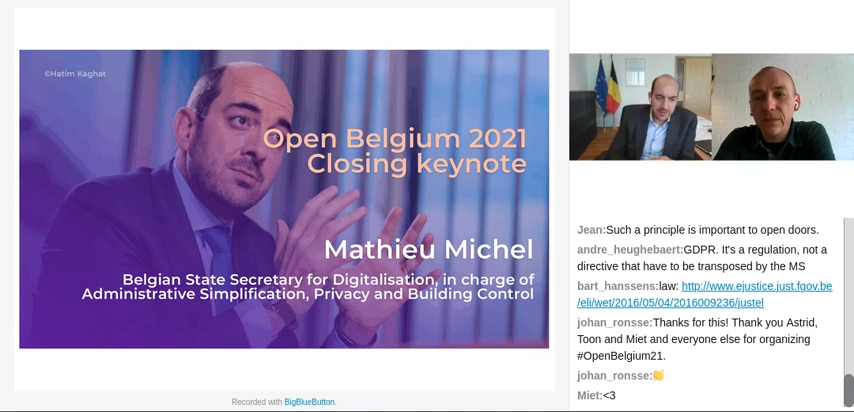 ©Hatim Kaghat
Open Belgium 2021
Closing keynote
Mathieu Michel
Belgian State Secretary for Digitalisation, in charge of
Administrative Simplification, Privacy and Building Control
Recorded with BigBlueButton.
Jean:Such a principle is important to open doors.
andre_heughebaert:GDPR. It's a regulation, not a
directive that have to be transposed by the MS
bart_hanssens:law: http://www.ejustice.just.fgov.be
/eli/wet/2016/05/04/2016009236/justel
johan_ronsse:Thanks for this! Thank you Astrid,
Toon and Miet and everyone else for organizing
#OpenBelgium21.
johan_ronsse:👏
Miet:<3